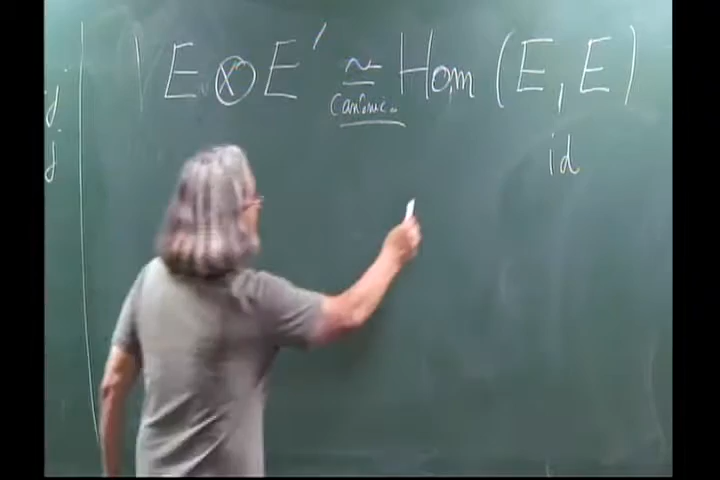 j
j
E ⊗ E' ≃ Hom (E, E)
canonic.
id